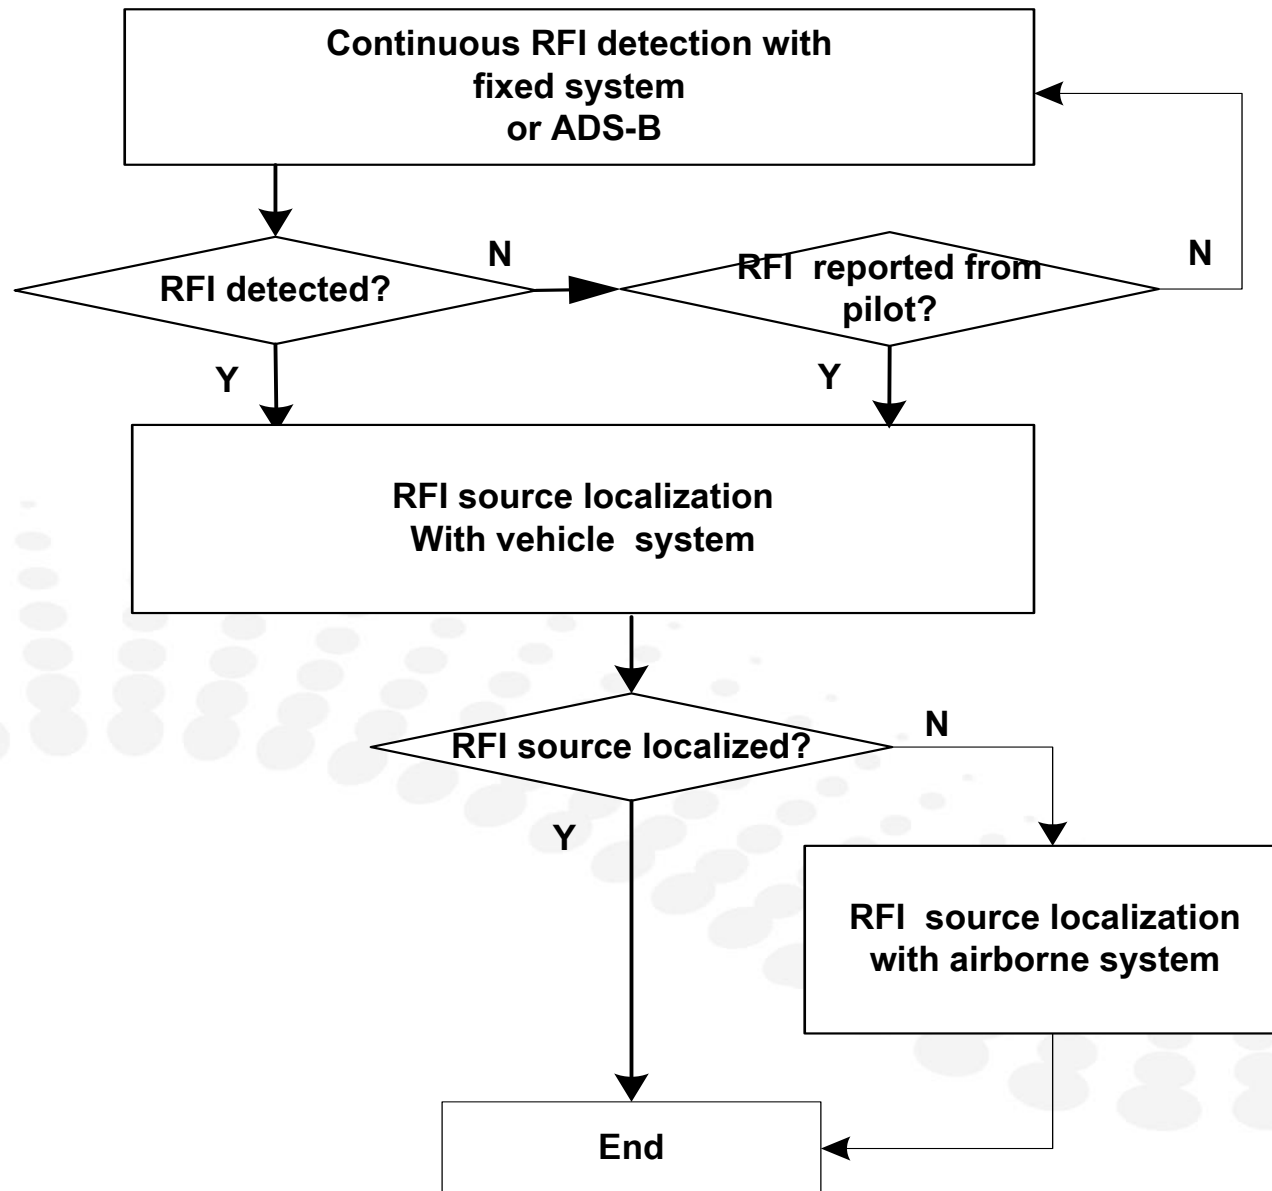 Continuous RFI detection with
fixed system
or ADS-B
RFI detected?
N
RFI  reported from
pilot?
N
Y
Y
RFI source localization
With vehicle  system
RFI source localized?
N
Y
RFI  source localization
with airborne system
End